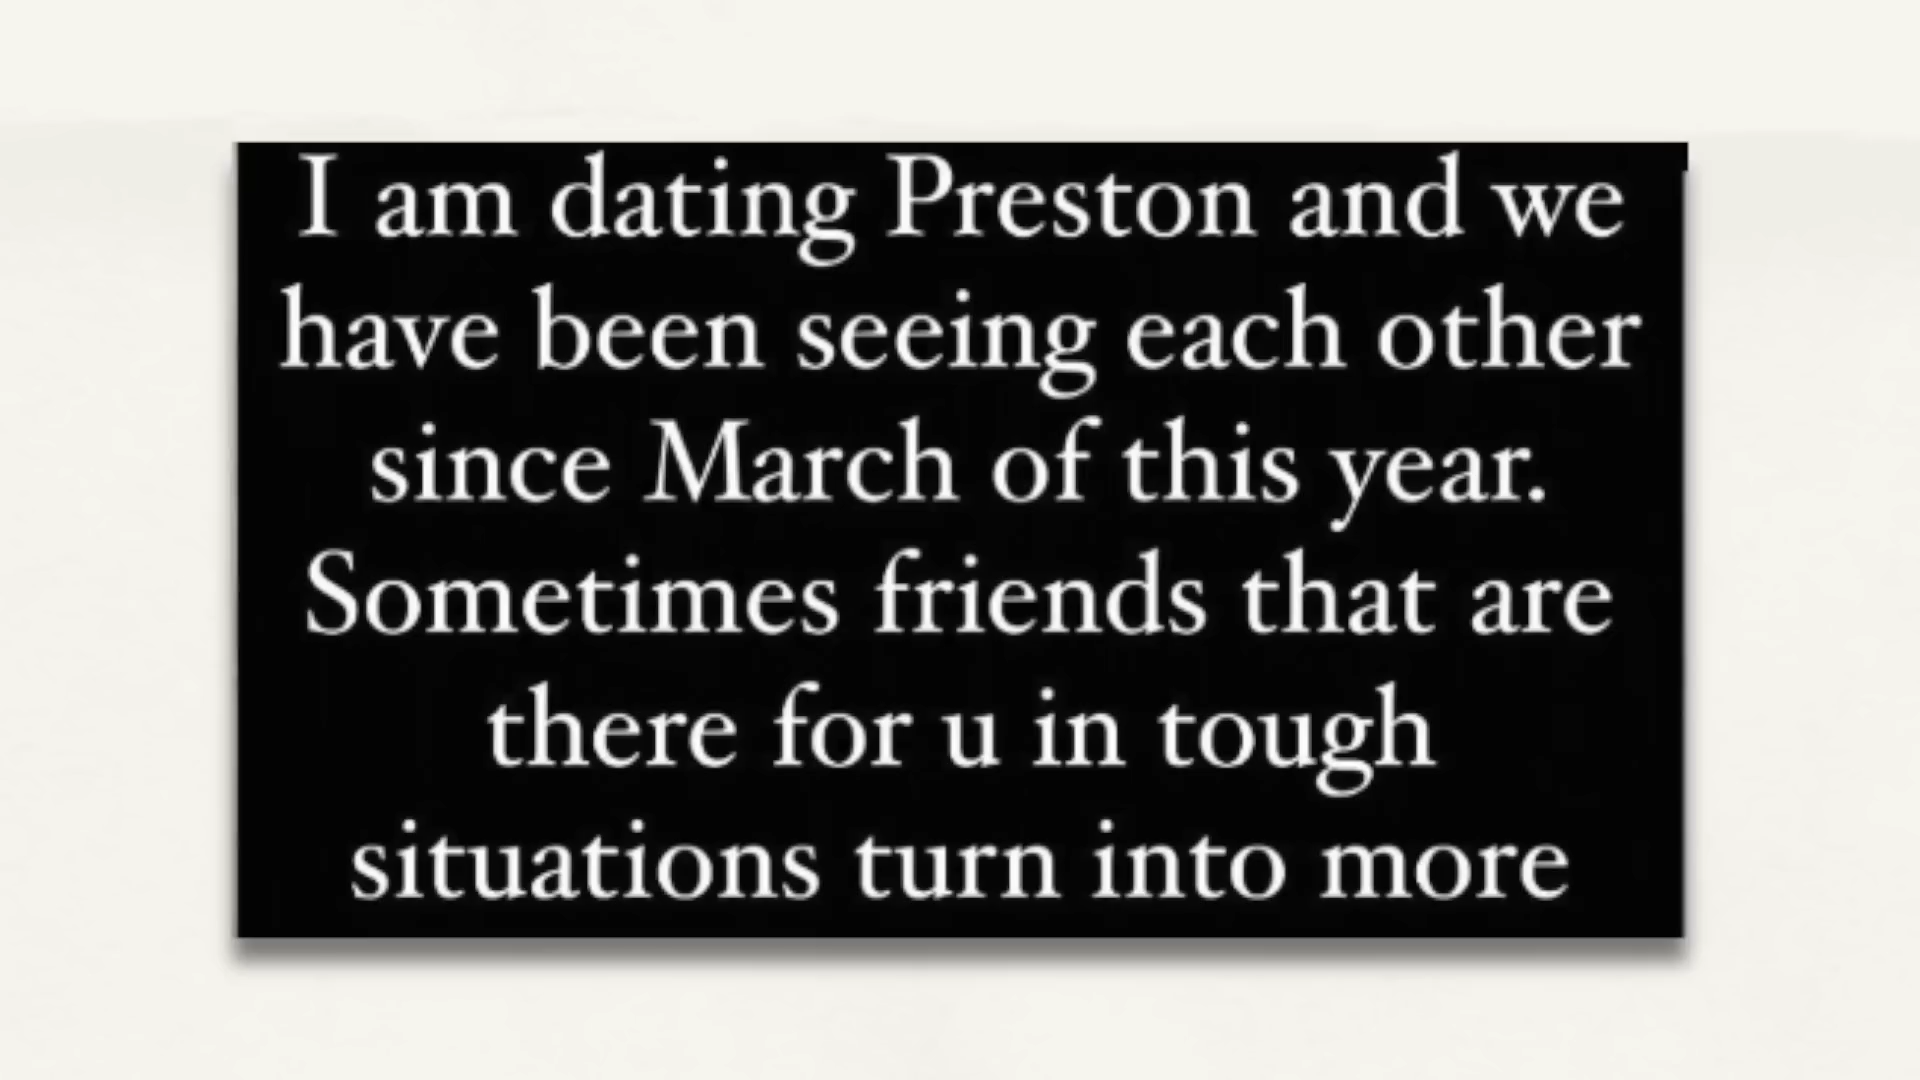 I am dating Preston and we
have been seeing each other
since March of this year.
Sometimes friends that are
there for u in tough
situations turn into more